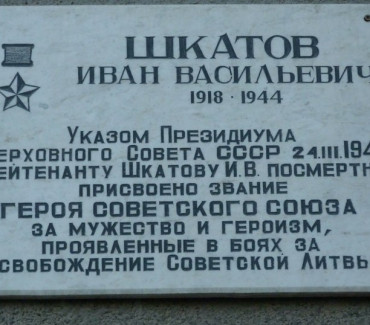 ШКАТОВ
ИВАН ВАСИЛЬЕВИЧ
1918 · 1944
УКАЗОМ ПРЕЗИДИУМА
ЕРХОВНОГО СОВЕТА СССР 24.III.194
ЕЙТЕНАНТУ ШКАТОВУ И.В. ПОСМЕРТН
ПРИСВОЕНО ЗВАНИЕ
ГЕРОЯ СОВЕТСКОГО СОЮЗА
ЗА МУЖЕСТВО И ГЕРОИЗМ,
ПРОЯВЛЕННЫЕ В БОЯХ ЗА
СВОБОЖДЕНИЕ СОВЕТСКОЙ ЛИТВЫ